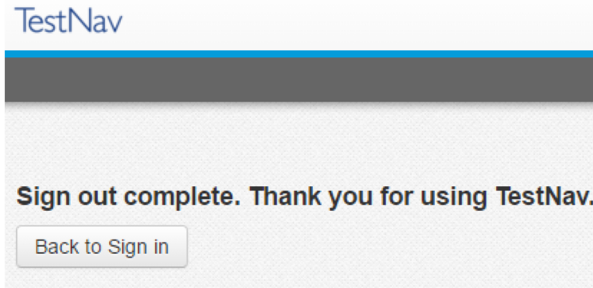 TestNav
Sign out complete. Thank you for using TestNav.
Back to Sign in